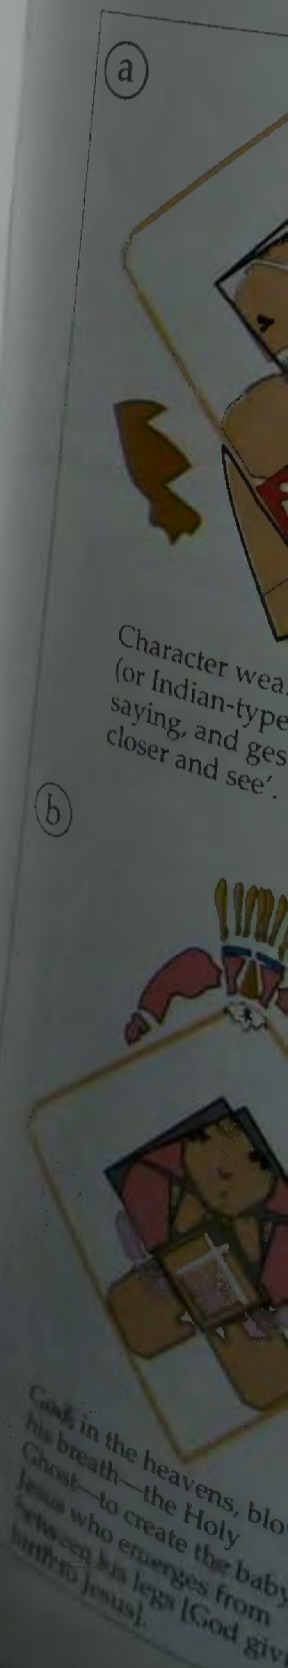 a
Character wea
(or Indian-type
saying, and ges
closer and see'.
b
God, in the heavens, blo
his breath—the Holy
Ghost—to create the baby
Jesus who emerges from
between his legs [God giv
birth to Jesus].